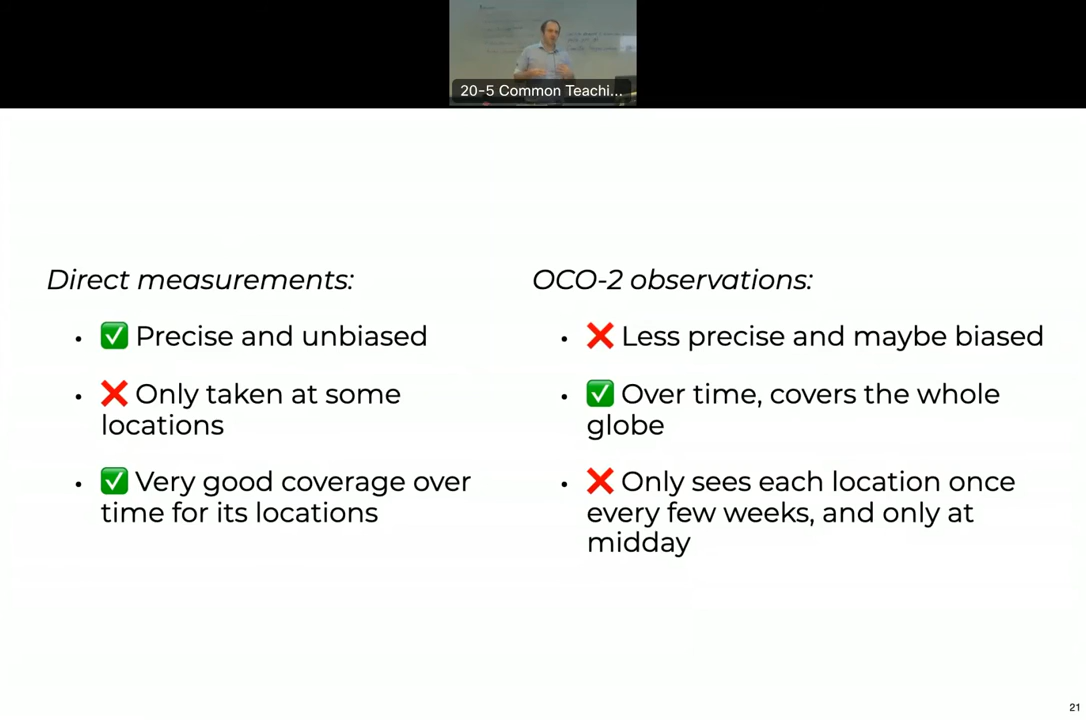 20-5 Common Teachi...
Direct measurements:
• ✅ Precise and unbiased
• ❌ Only taken at some
locations
• ✅ Very good coverage over
time for its locations
OCO-2 observations:
• ❌ Less precise and maybe biased
• ✅ Over time, covers the whole
globe
• ❌ Only sees each location once
every few weeks, and only at
midday
21